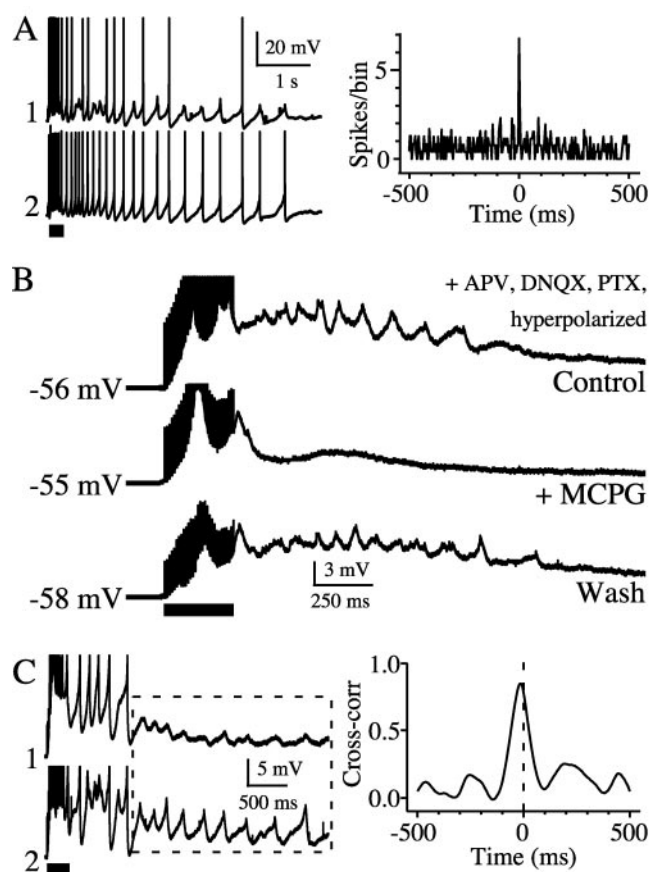 A
1
20 mV
1 s
2
Spikes/bin
5
0
-500
0
500
Time (ms)
B
+ APV, DNQX, PTX,
hyperpolarized
-56 mV
Control
-55 mV
+ MCPG
-58 mV
3 mV
250 ms
Wash
C
1
5 mV
500 ms
2
Cross-corr
1.0
0.5
0.0
-500
0
500
Time (ms)